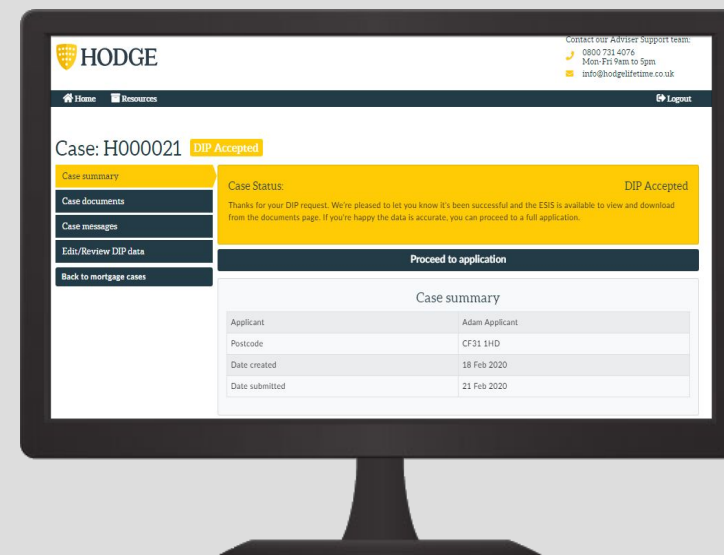 HODGE
Contact our Adviser Support team:
0800 731 4076
Mon-Fri 9am to 5pm
info@hodgelifetime.co.uk
Home Resources Logout
Case: H000021 DIP Accepted
Case summary
Case documents
Case messages
Edit/Review DIP data
Back to mortgage cases
Case Status: DIP Accepted
Thanks for your DIP request. We're pleased to let you know it's been successful and the ESIS is available to view and download
from the documents page. If you're happy the data is accurate, you can proceed to a full application.
Proceed to application
Case summary
Applicant Adam Applicant
Postcode CF31 1HD
Date created 18 Feb 2020
Date submitted 21 Feb 2020